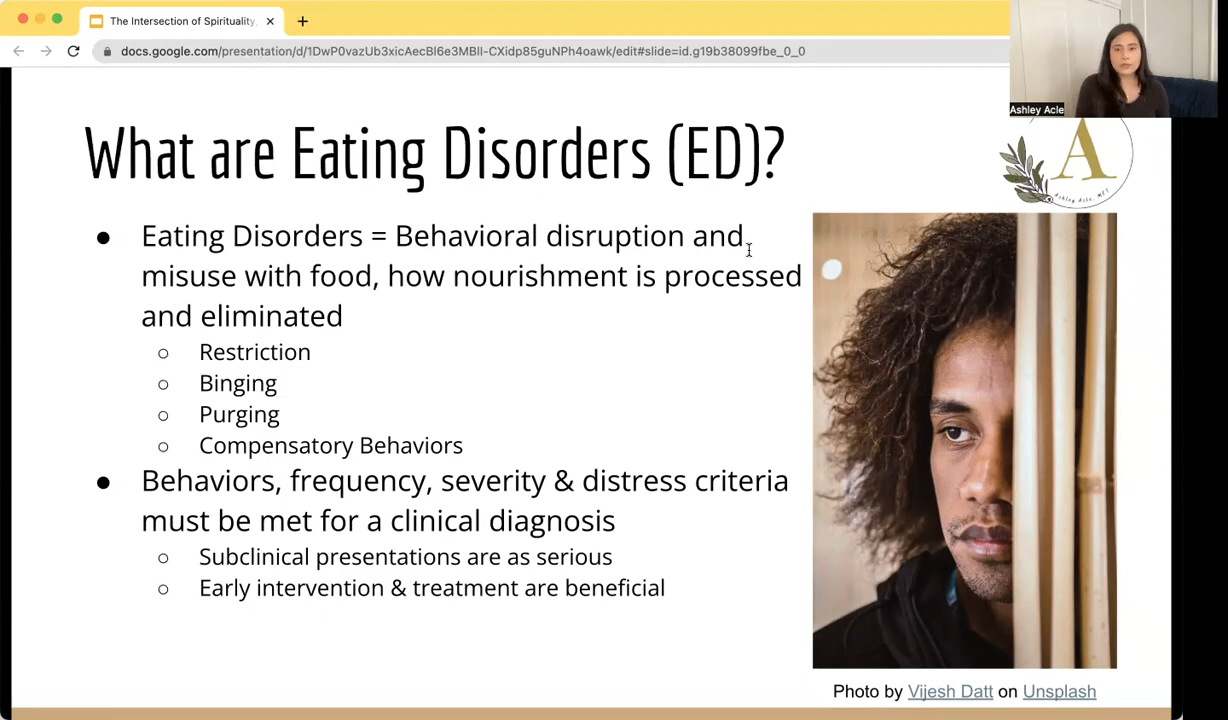 The Intersection of Spirituality,
docs.google.com/presentation/d/1DwP0vazUb3xicAecBl6e3MBlI-CXidp85guNPh4oawk/edit#slide=id.g19b38099fbe_0_0
Ashley Acle
A
Ashley Acle, MFT
What are Eating Disorders (ED)?
● Eating Disorders = Behavioral disruption and
misuse with food, how nourishment is processed
and eliminated
○ Restriction
○ Binging
○ Purging
○ Compensatory Behaviors
● Behaviors, frequency, severity & distress criteria
must be met for a clinical diagnosis
○ Subclinical presentations are as serious
○ Early intervention & treatment are beneficial
Photo by Vijesh Datt on Unsplash